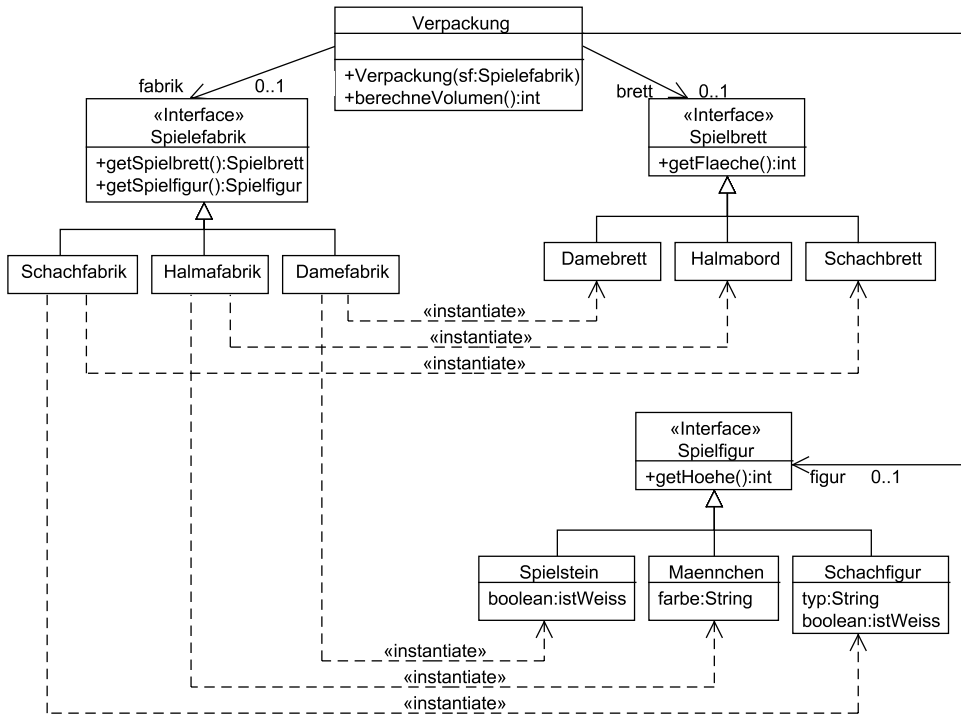 Verpackung
+Verpackung(sf:Spielefabrik)
+berechneVolumen():int
fabrik 0..1
brett 0..1
«Interface»
Spielefabrik
+getSpielbrett():Spielbrett
+getSpielfigur():Spielfigur
«Interface»
Spielbrett
+getFlaeche():int
Schachfabrik
Halmafabrik
Damefabrik
Damebrett
Halmabord
Schachbrett
«instantiate»
«instantiate»
«instantiate»
«Interface»
Spielfigur
+getHoehe():int
figur 0..1
Spielstein
boolean:istWeiss
Maennchen
farbe:String
Schachfigur
typ:String
boolean:istWeiss
«instantiate»
«instantiate»
«instantiate»